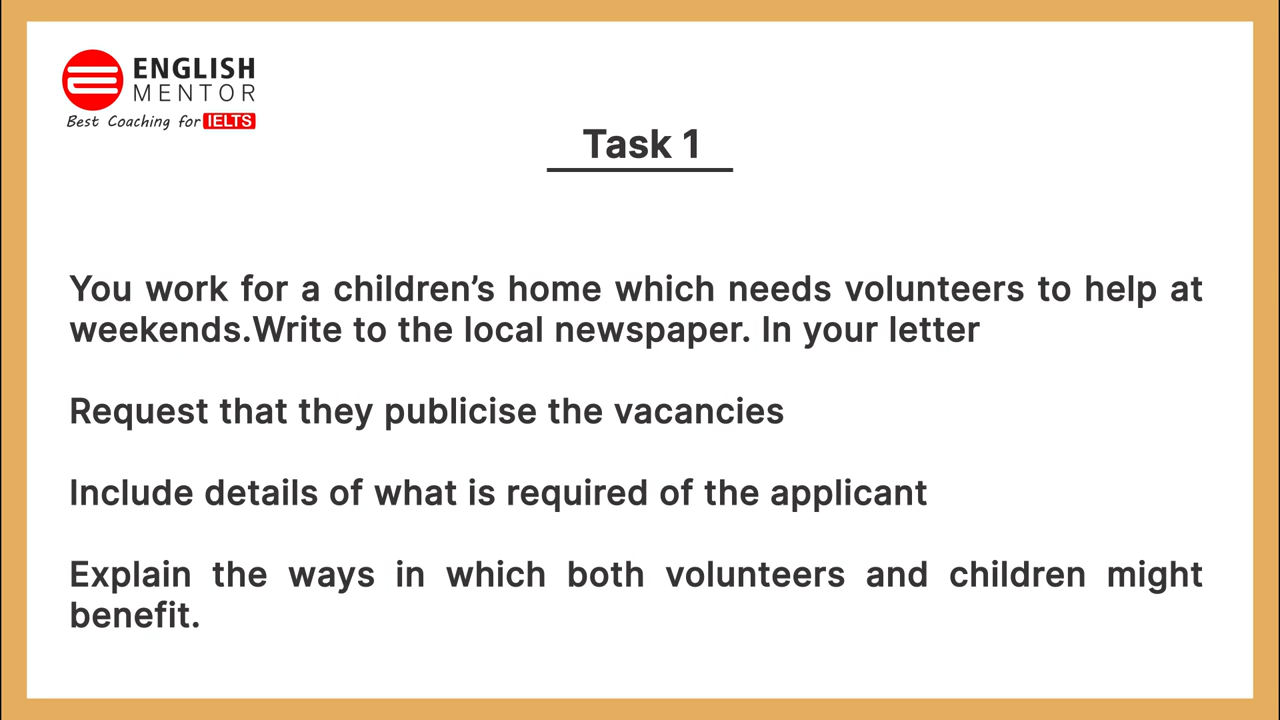 ENGLISH
MENTOR
Best Coaching for IELTS
Task 1
You work for a children’s home which needs volunteers to help at
weekends.Write to the local newspaper. In your letter
Request that they publicise the vacancies
Include details of what is required of the applicant
Explain the ways in which both volunteers and children might
benefit.